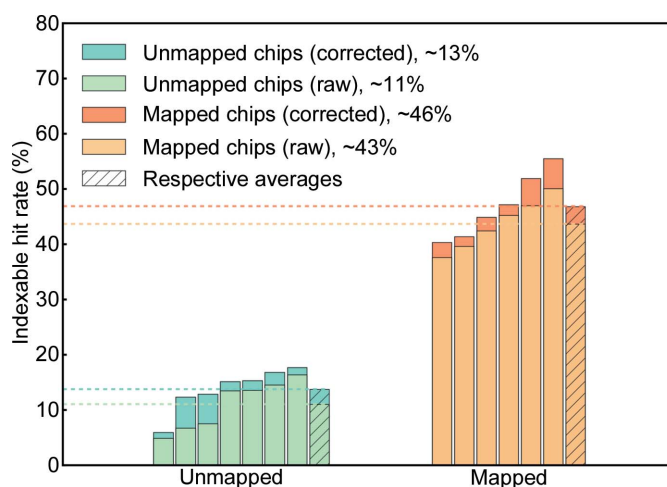 80
70
60
50
40
30
20
10
0
Indexable hit rate (%)
Unmapped chips (corrected), ~13%
Unmapped chips (raw), ~11%
Mapped chips (corrected), ~46%
Mapped chips (raw), ~43%
Respective averages
Unmapped
Mapped